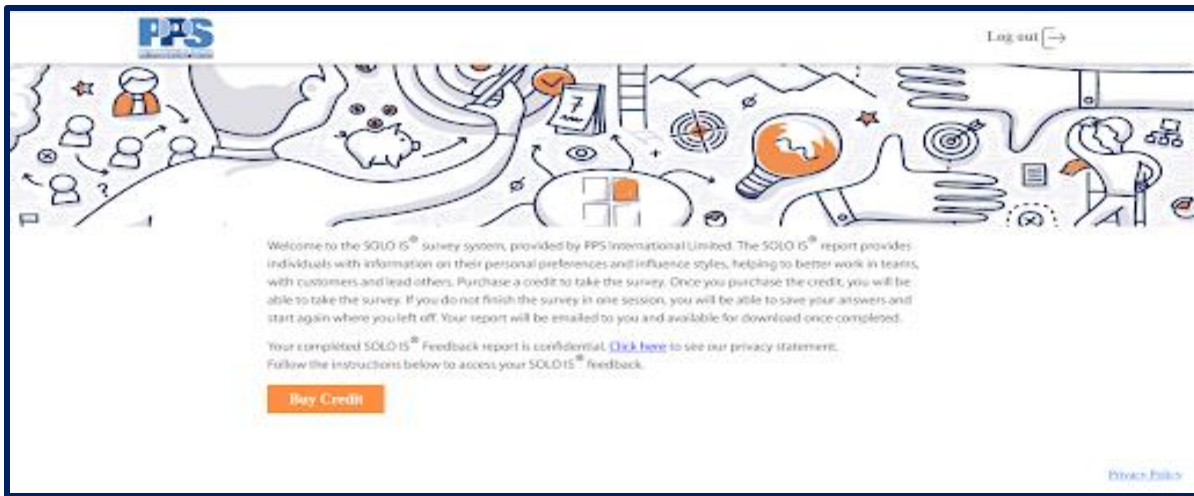 PPS
Log out
7
?
Welcome to the SOLO IS® survey system, provided by PPS International Limited. The SOLO IS® report provides
individuals with information on their personal preferences and influence styles, helping to better work in teams,
with customers and lead others. Purchase a credit to take the survey. Once you purchase the credit, you will be
able to take the survey. If you do not finish the survey in one session, you will be able to save your answers and
start again where you left off. Your report will be emailed to you and available for download once completed.
Your completed SOLO IS® Feedback report is confidential. Click here to see our privacy statement.
Follow the instructions below to access your SOLO IS® feedback.
Buy Credit
Privacy Policy